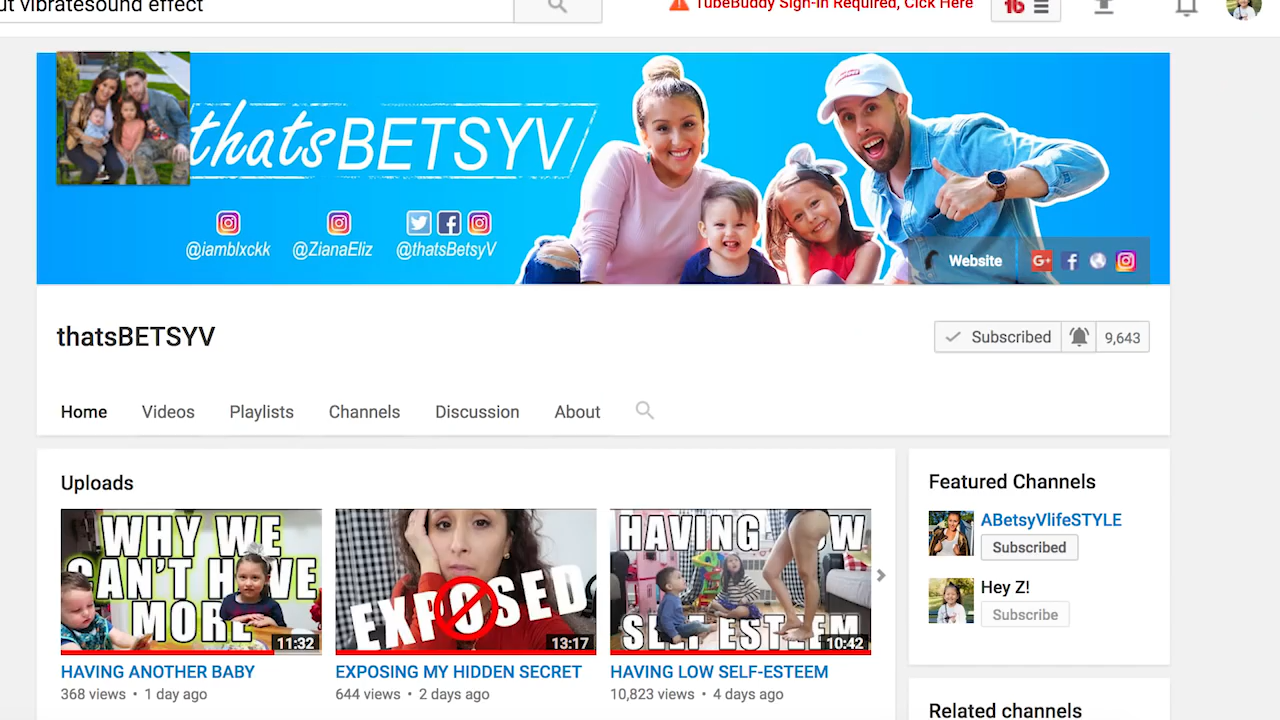 ut vibratesound effect
TubeBuddy Sign-In Required, Click Here
thatsBETSYV
@iamblxckk
@ZianaEliz
@thatsBetsyV
Website
G+
thatsBETSYV
Subscribed
9,643
Home
Videos
Playlists
Channels
Discussion
About
Uploads
WHY WE
CAN'T HAVE
MORE
11:32
HAVING ANOTHER BABY
368 views • 1 day ago
EXPOSED
13:17
EXPOSING MY HIDDEN SECRET
644 views • 2 days ago
HAVING LOW
SELF ESTEEM
10:42
HAVING LOW SELF-ESTEEM
10,823 views • 4 days ago
Featured Channels
ABetsyVlifeSTYLE
Subscribed
Hey Z!
Subscribe
Related channels